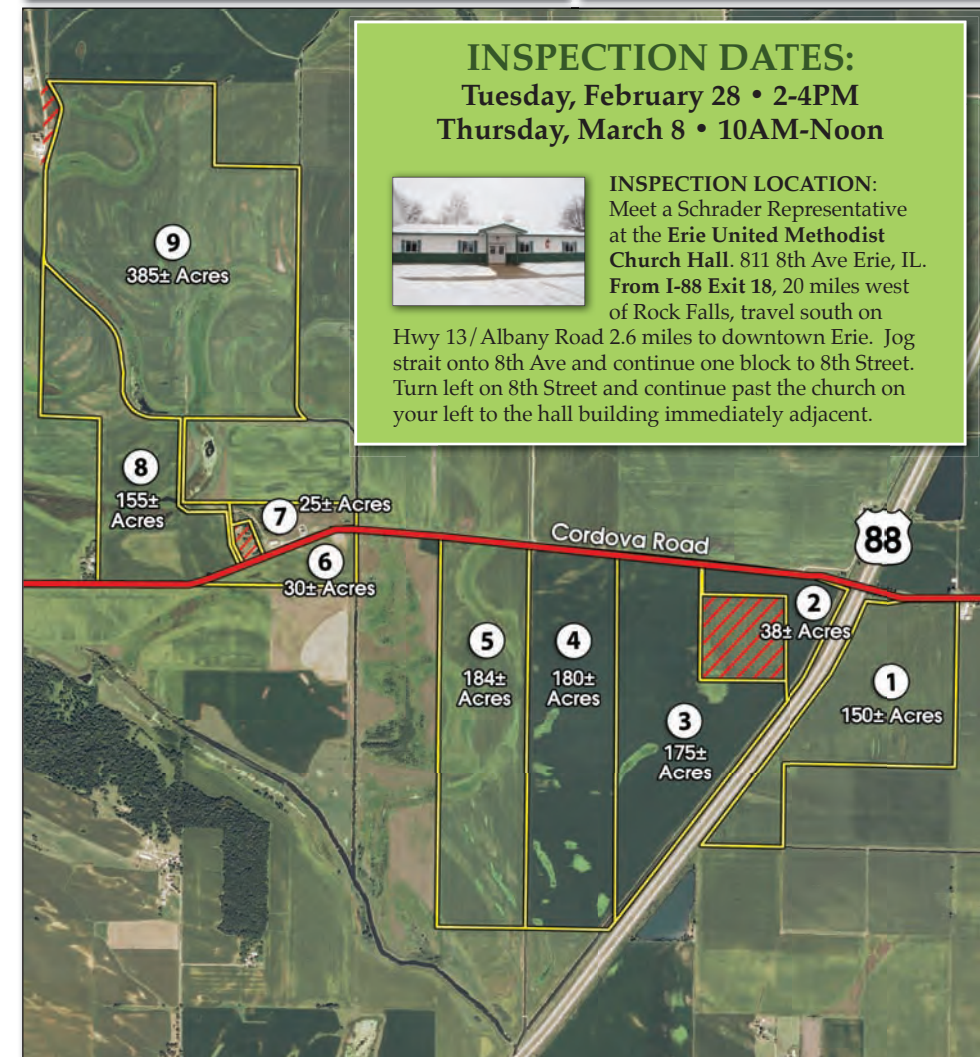 INSPECTION DATES:
Tuesday, February 28 • 2-4PM
Thursday, March 8 • 10AM-Noon
INSPECTION LOCATION:
Meet a Schrader Representative
at the Erie United Methodist
Church Hall. 811 8th Ave Erie, IL.
From I-88 Exit 18, 20 miles west
of Rock Falls, travel south on
Hwy 13/Albany Road 2.6 miles to downtown Erie. Jog
strait onto 8th Ave and continue one block to 8th Street.
Turn left on 8th Street and continue past the church on
your left to the hall building immediately adjacent.
9
385± Acres
8
155±
Acres
7
25± Acres
6
30± Acres
Cordova Road
88
5
184±
Acres
4
180±
Acres
3
175±
Acres
2
38± Acres
1
150± Acres